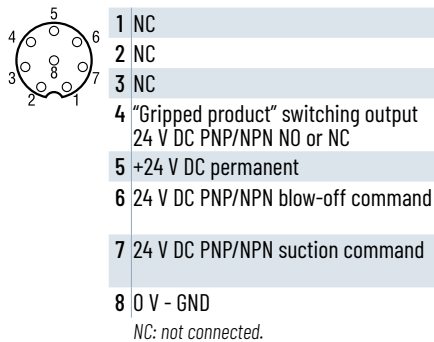 5
4 6
3 8 7
2 1
1 NC
2 NC
3 NC
4 “Gripped product” switching output
24 V DC PNP/NPN NO or NC
5 +24 V DC permanent
6 24 V DC PNP/NPN blow-off command
7 24 V DC PNP/NPN suction command
8 0 V - GND
NC: not connected.